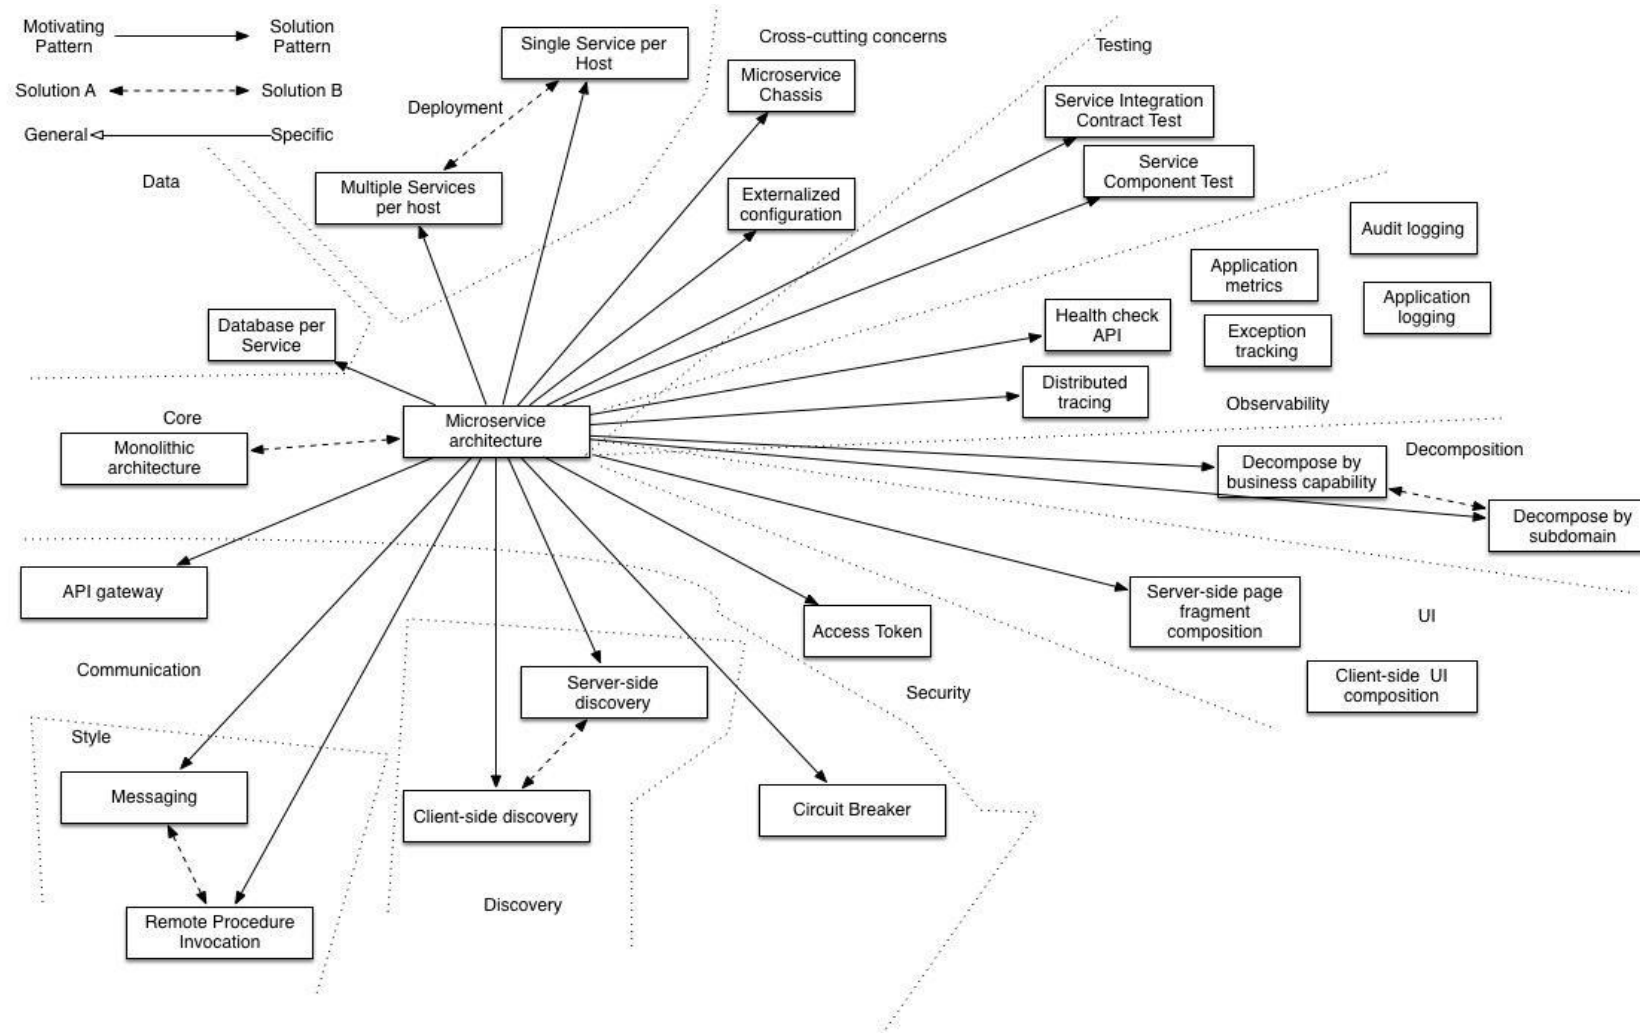 Motivating
Pattern
Solution
Pattern
Solution A
Solution B
General
Specific
Single Service per
Host
Deployment
Multiple Services
per host
Cross-cutting concerns
Microservice
Chassis
Externalized
configuration
Testing
Service Integration
Contract Test
Service
Component Test
Data
Database per
Service
Audit logging
Application
metrics
Application
logging
Health check
API
Exception
tracking
Distributed
tracing
Observability
Core
Monolithic
architecture
Microservice
architecture
Decomposition
Decompose by
business capability
Decompose by
subdomain
API gateway
Communication
Access Token
Security
Server-side page
fragment
composition
UI
Client-side UI
composition
Server-side
discovery
Client-side discovery
Discovery
Circuit Breaker
Style
Messaging
Remote Procedure
Invocation